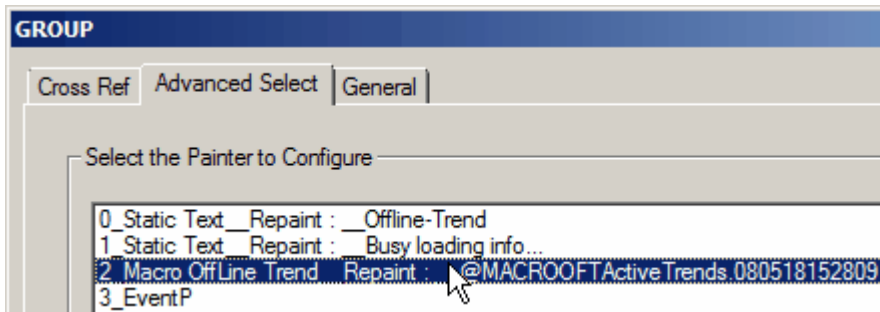 GROUP
Cross Ref Advanced Select General
Select the Painter to Configure
0_Static Text__Repaint : __Offline-Trend
1_Static Text__Repaint : __Busy loading info...
2_Macro OffLine Trend__Repaint : __@MACROOFTActiveTrends.080518152809
3_EventP